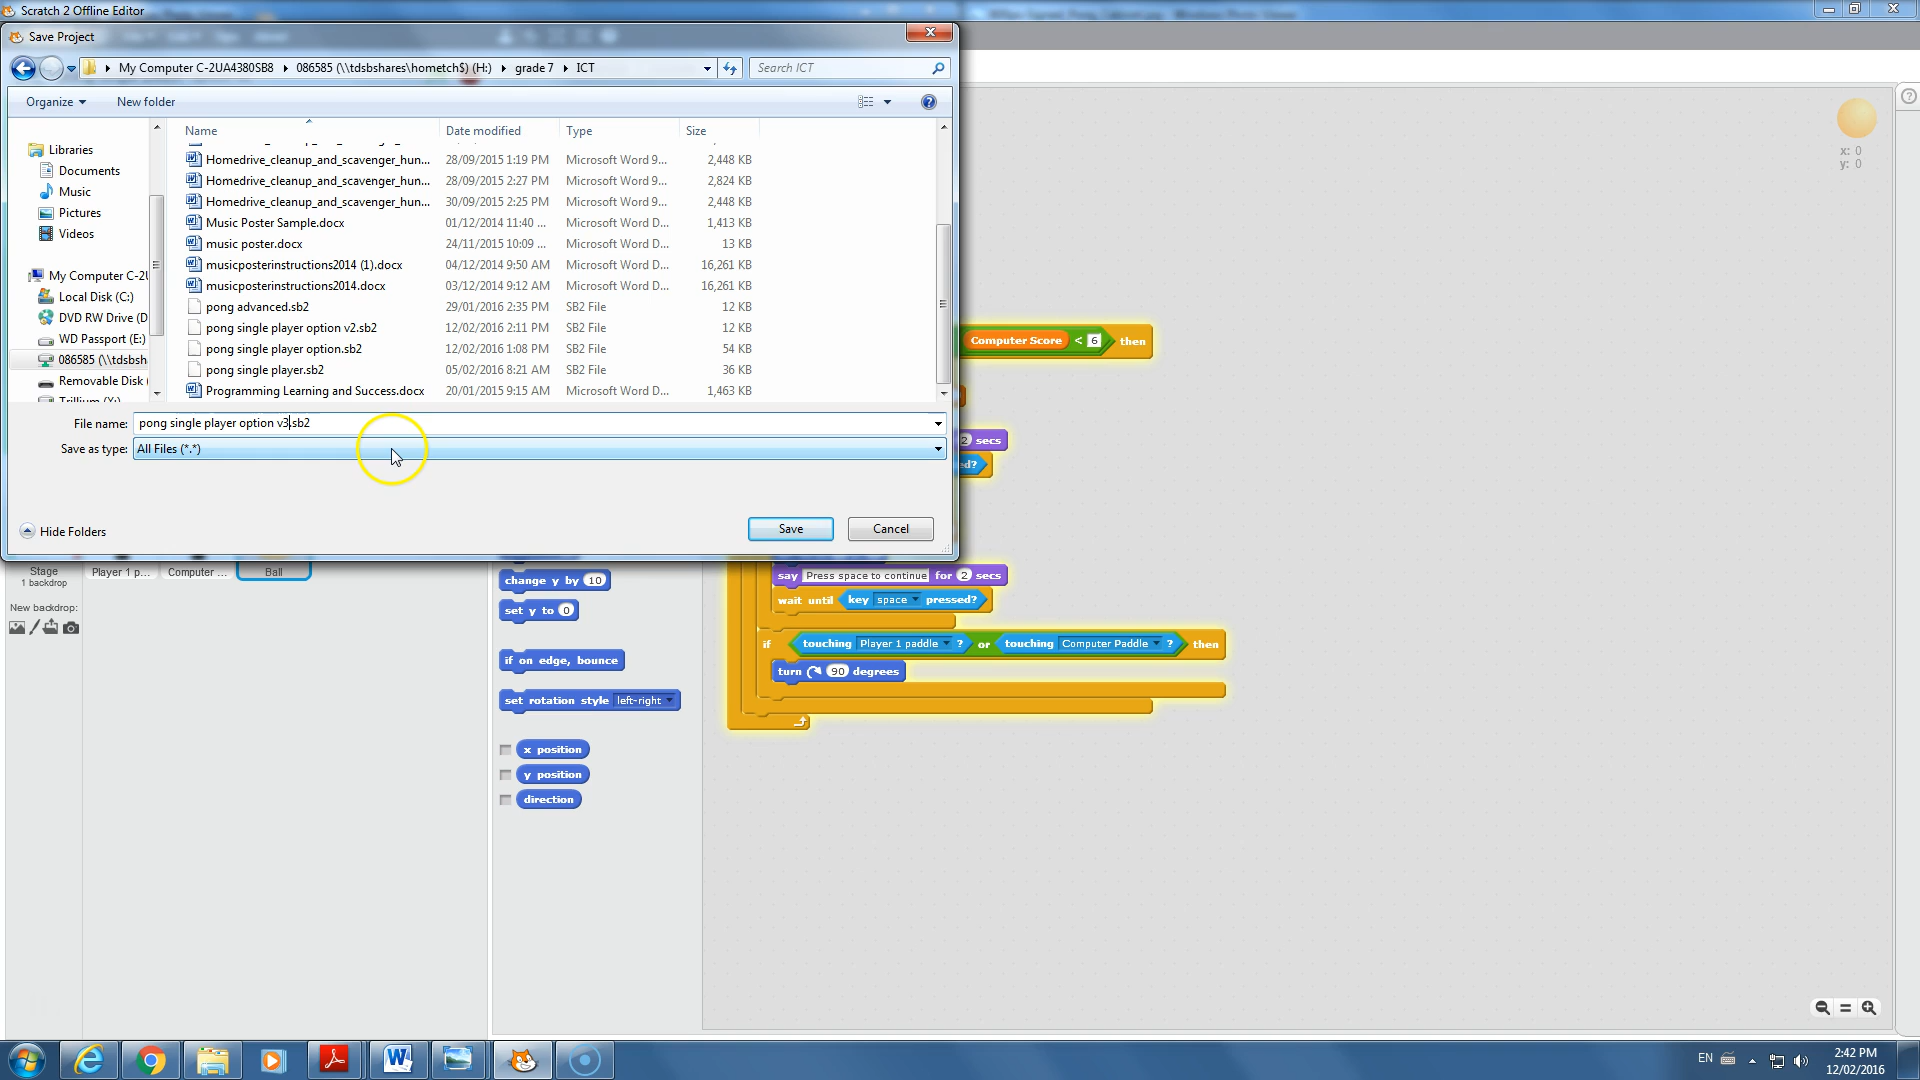 Scratch 2 Offline Editor
Save Project
My Computer C-2UA4380SB8 086585 (\\tdsbshares\hometch$) (H:) grade 7 ICT
Search ICT
Organize
New folder
Name Date modified Type Size
Homedrive_cleanup_and_scavenger_hun... 28/09/2015 1:19 PM Microsoft Word 9... 2,448 KB
Homedrive_cleanup_and_scavenger_hun... 28/09/2015 2:27 PM Microsoft Word 9... 2,824 KB
Homedrive_cleanup_and_scavenger_hun... 30/09/2015 2:25 PM Microsoft Word 9... 2,448 KB
Music Poster Sample.docx 01/12/2014 11:40 ... Microsoft Word D... 1,413 KB
music poster.docx 24/11/2015 10:09 ... Microsoft Word D... 13 KB
musicposterinstructions2014 (1).docx 04/12/2014 9:50 AM Microsoft Word D... 16,261 KB
musicposterinstructions2014.docx 03/12/2014 9:12 AM Microsoft Word D... 16,261 KB
pong advanced.sb2 29/01/2016 2:35 PM SB2 File 12 KB
pong single player option v2.sb2 12/02/2016 2:11 PM SB2 File 12 KB
pong single player option.sb2 12/02/2016 1:08 PM SB2 File 54 KB
pong single player.sb2 05/02/2016 8:21 AM SB2 File 36 KB
Programming Learning and Success.docx 20/01/2015 9:15 AM Microsoft Word D... 1,463 KB
Libraries
Documents
Music
Pictures
Videos
My Computer C-2U
Local Disk (C:)
DVD RW Drive (D
WD Passport (E:)
086585 (\\tdsbsh
Removable Disk (
Trillium (Y:)
File name: pong single player option v3.sb2
Save as type: All Files (*.*)
Hide Folders
Save
Cancel
x: 0
y: 0
Computer Score < 6 then
2 secs
ed?
say Press space to continue for 2 secs
wait until key space pressed?
if touching Player 1 paddle ? or touching Computer Paddle ? then
turn 90 degrees
Stage
1 backdrop
Player 1 p...
Computer ...
Ball
New backdrop:
change y by 10
set y to 0
if on edge, bounce
set rotation style left-right
x position
y position
direction
EN
2:42 PM
12/02/2016